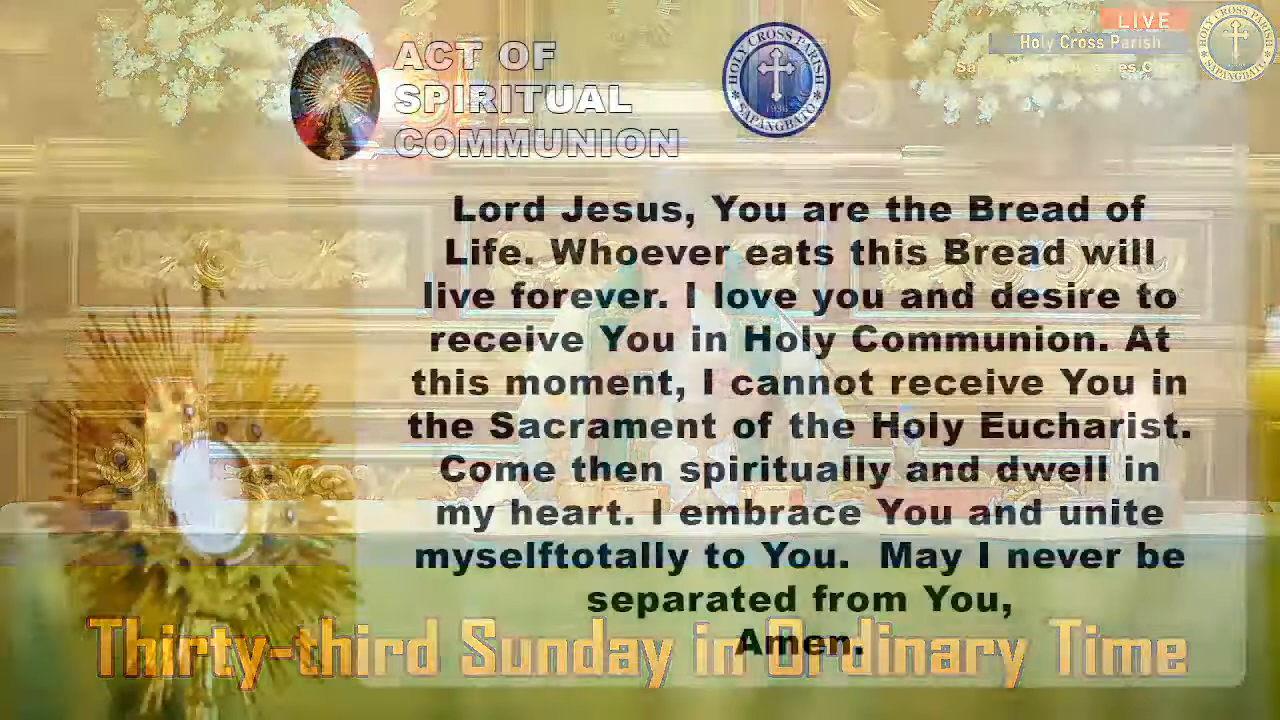 LIVE
Holy Cross Parish
ACT OF
SPIRITUAL
COMMUNION
HOLY CROSS PARISH
1936
SAPANGBATO
Lord Jesus, You are the Bread of
Life. Whoever eats this Bread will
live forever. I love you and desire to
receive You in Holy Communion. At
this moment, I cannot receive You in
the Sacrament of the Holy Eucharist.
Come then spiritually and dwell in
my heart. I embrace You and unite
myselftotally to You. May I never be
separated from You,
Amen.
Thirty-third Sunday in Ordinary Time